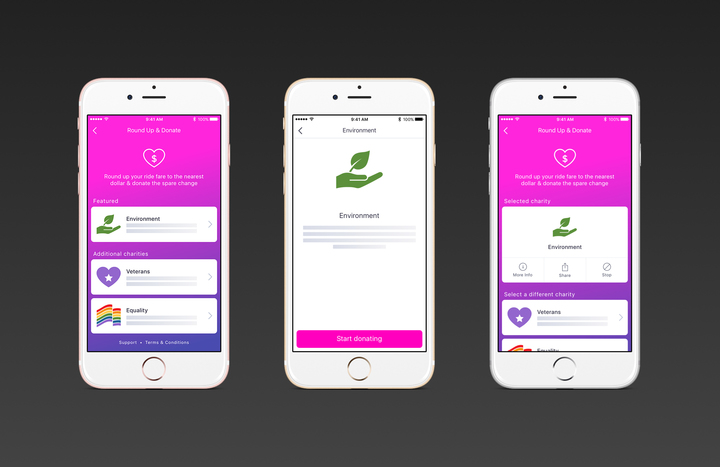 9:41 AM
100%
Round Up & Donate
$
Round up your ride fare to the nearest
dollar & donate the spare change
Featured
Environment
Additional charities
Veterans
Equality
Support • Terms & Conditions
9:41 AM
100%
Environment
Environment
Start donating
9:41 AM
100%
Round Up & Donate
$
Round up your ride fare to the nearest
dollar & donate the spare change
Selected charity
Environment
More info
Share
Stop
Select a different charity
Veterans
Equality